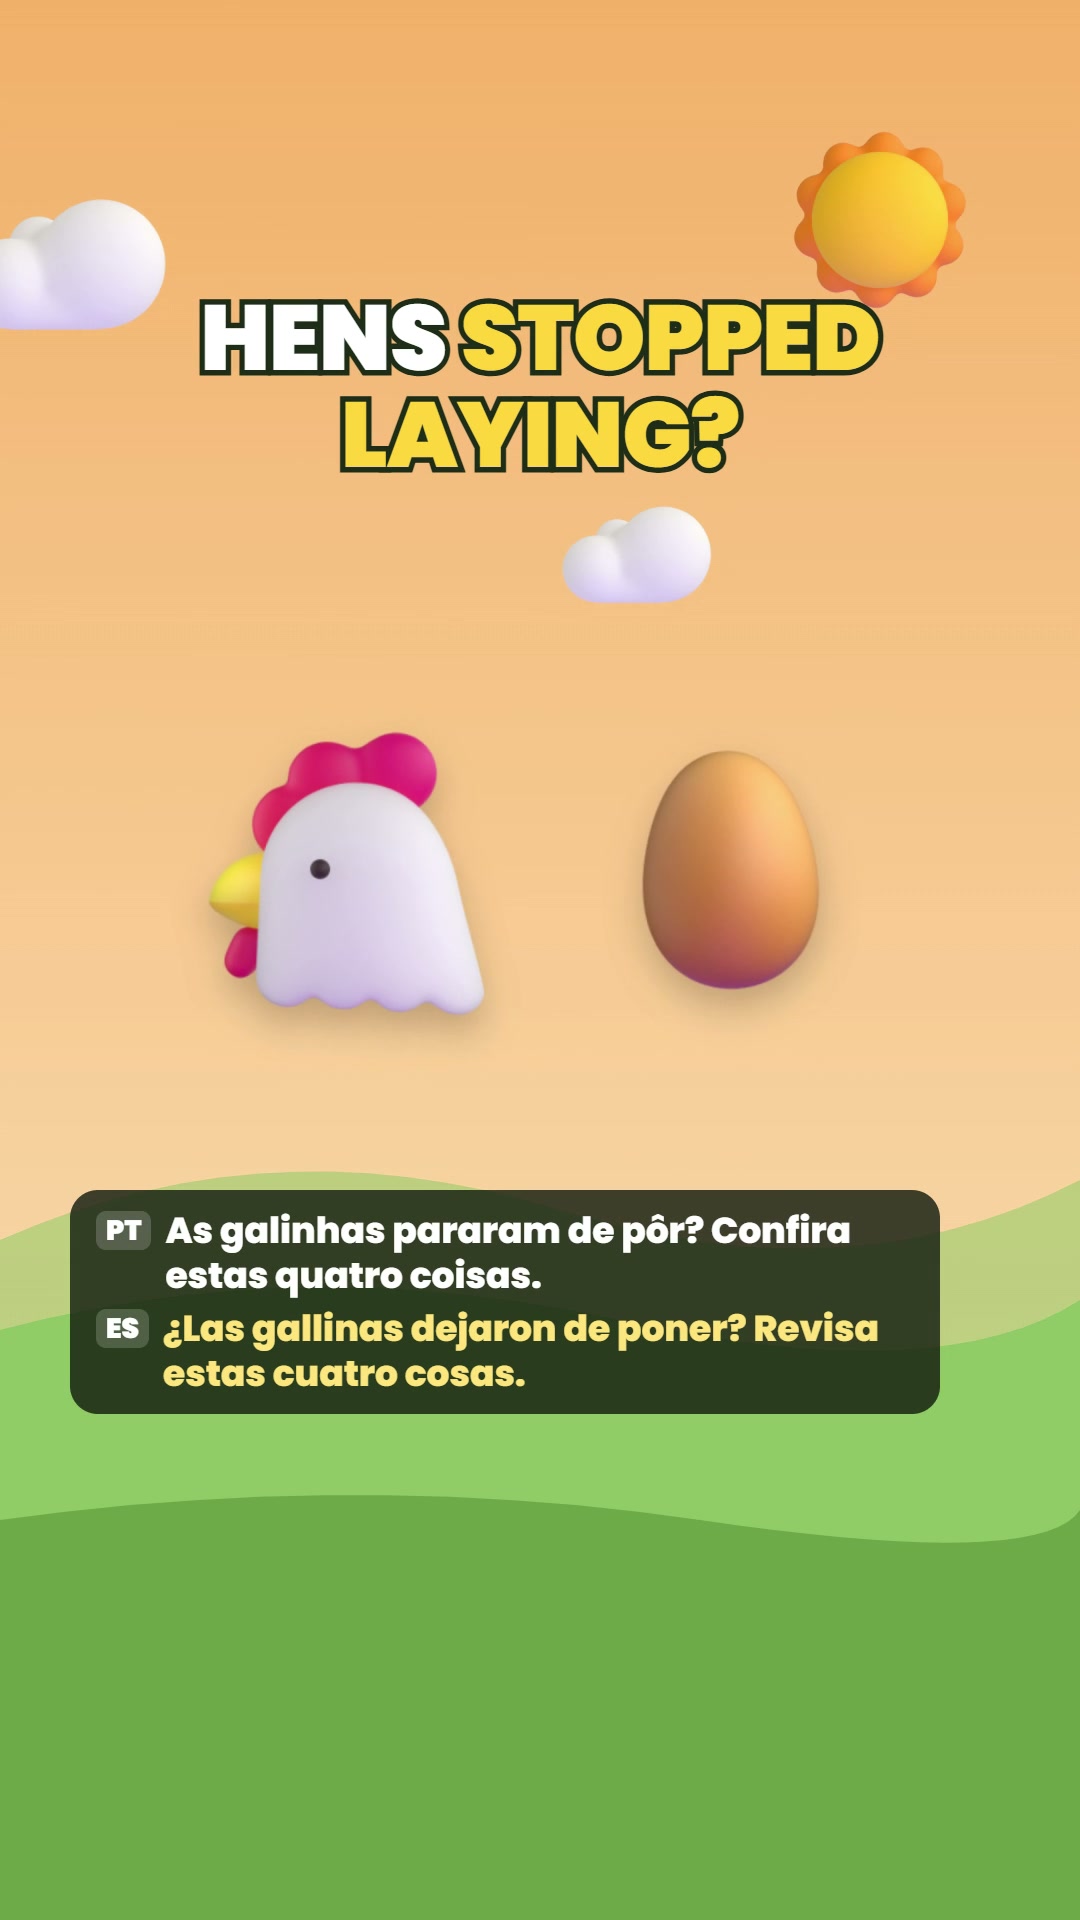 HENS STOPPED
LAYING?
PT As galinhas pararam de pôr? Confira
estas quatro coisas.
ES ¿Las gallinas dejaron de poner? Revisa
estas cuatro cosas.